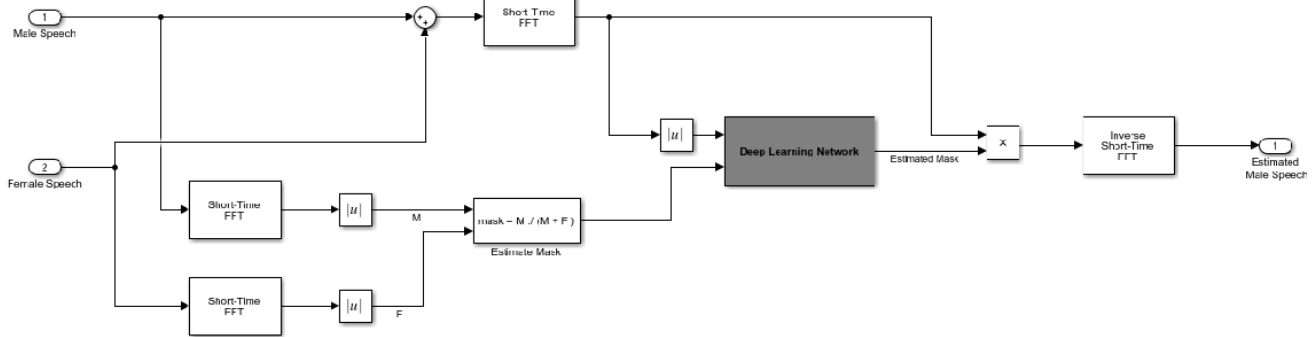 1
Male Speech
+
+
Short-Time
FFT
|u|
Deep Learning Network
Estimated Mask
×
Inverse
Short-Time
FFT
1
Estimated
Male Speech
2
Female Speech
Short-Time
FFT
|u|
M
mask = M ./ (M + F )
Estimate Mask
Short-Time
FFT
|u|
F